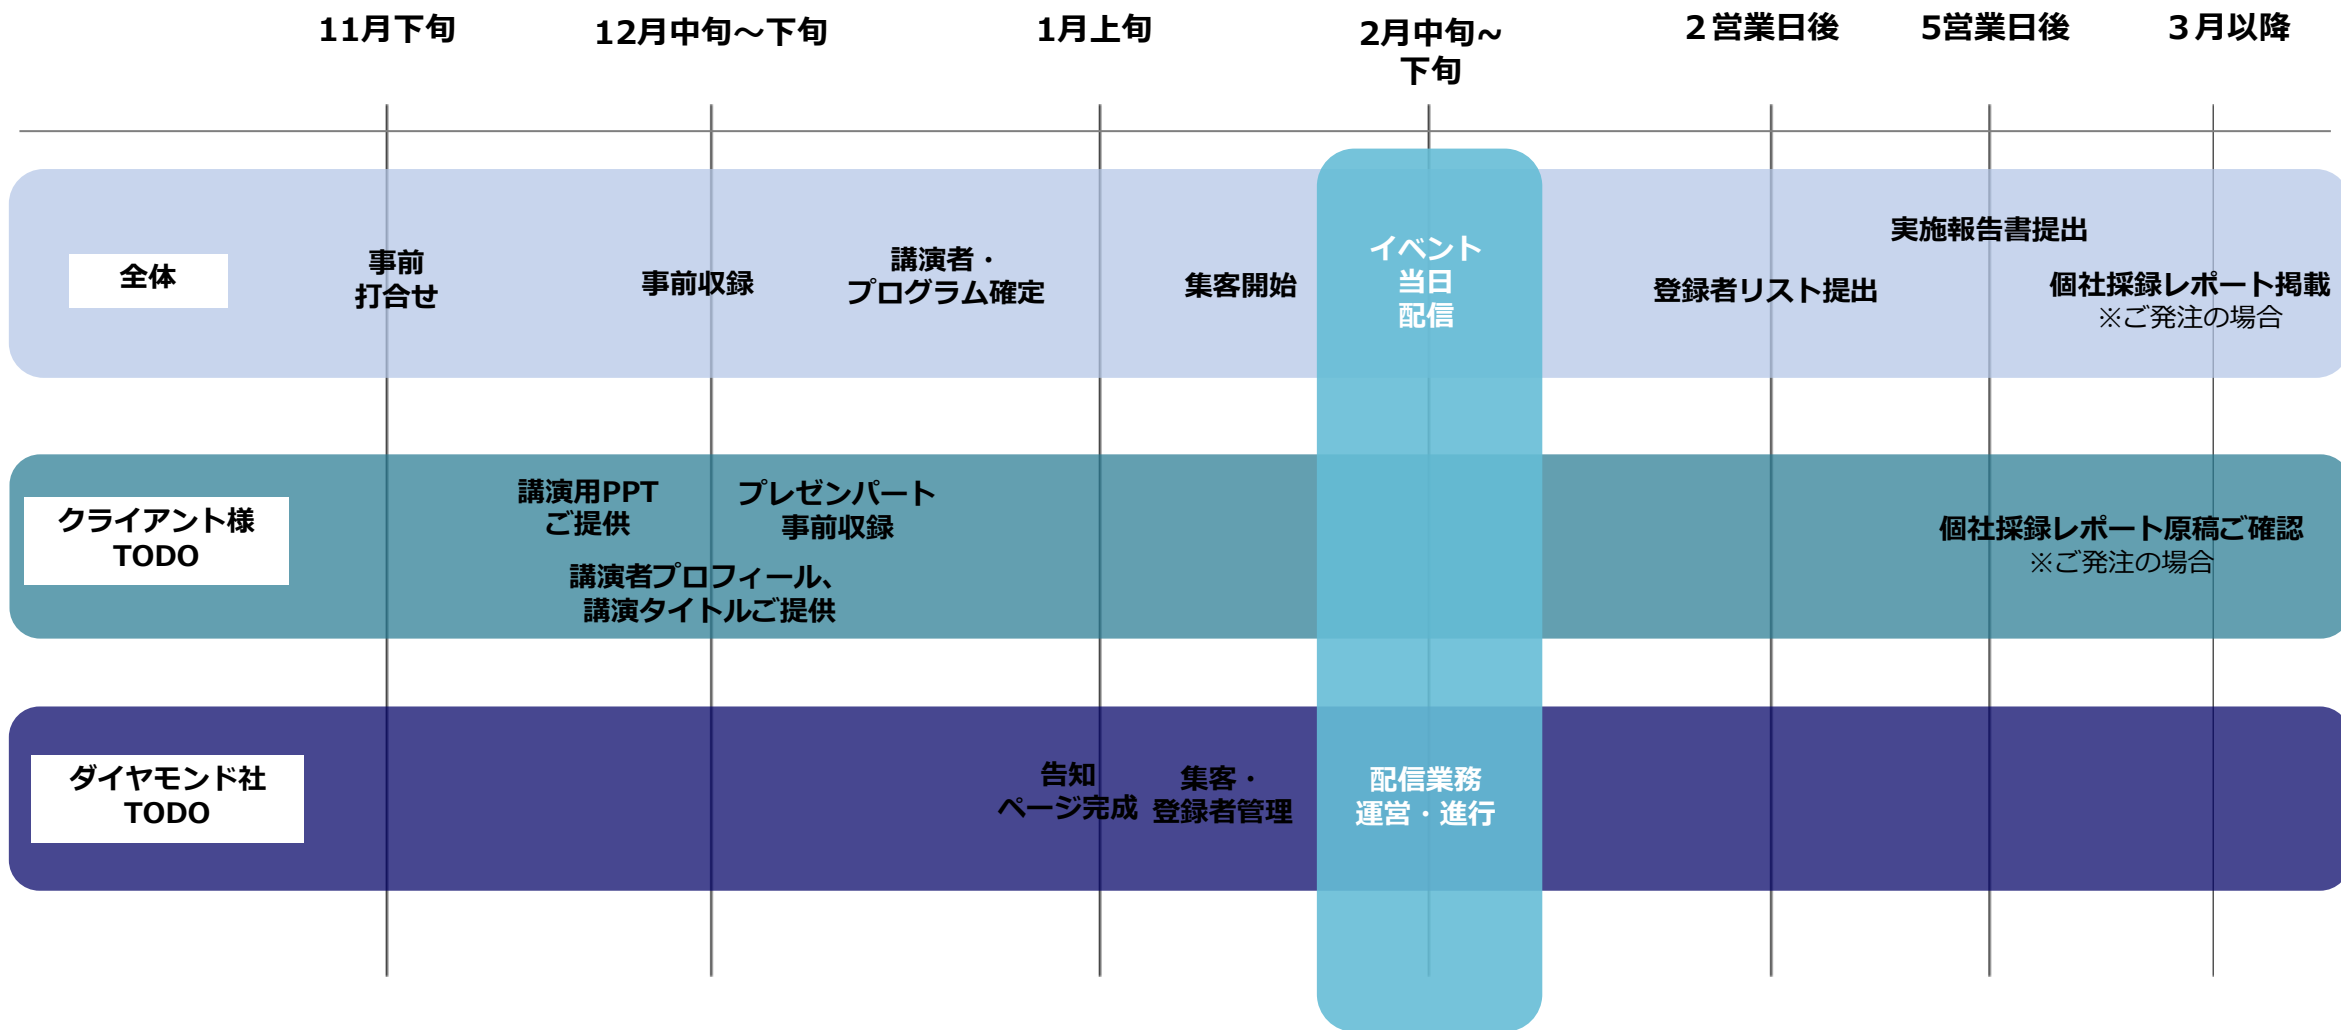 11月下旬
12月中旬～下旬
1月上旬
2月中旬~
下旬
２営業日後
5営業日後
３月以降
全体
事前
打合せ
事前収録
講演者・
プログラム確定
集客開始
イベント
当日
配信
登録者リスト提出
実施報告書提出
個社採録レポート掲載
※ご発注の場合
クライアント様
TODO
講演用PPT
ご提供
プレゼンパート
事前収録
講演者プロフィール、
講演タイトルご提供
個社採録レポート原稿ご確認
※ご発注の場合
ダイヤモンド社
TODO
告知
ページ完成
集客・
登録者管理
配信業務
運営・進行